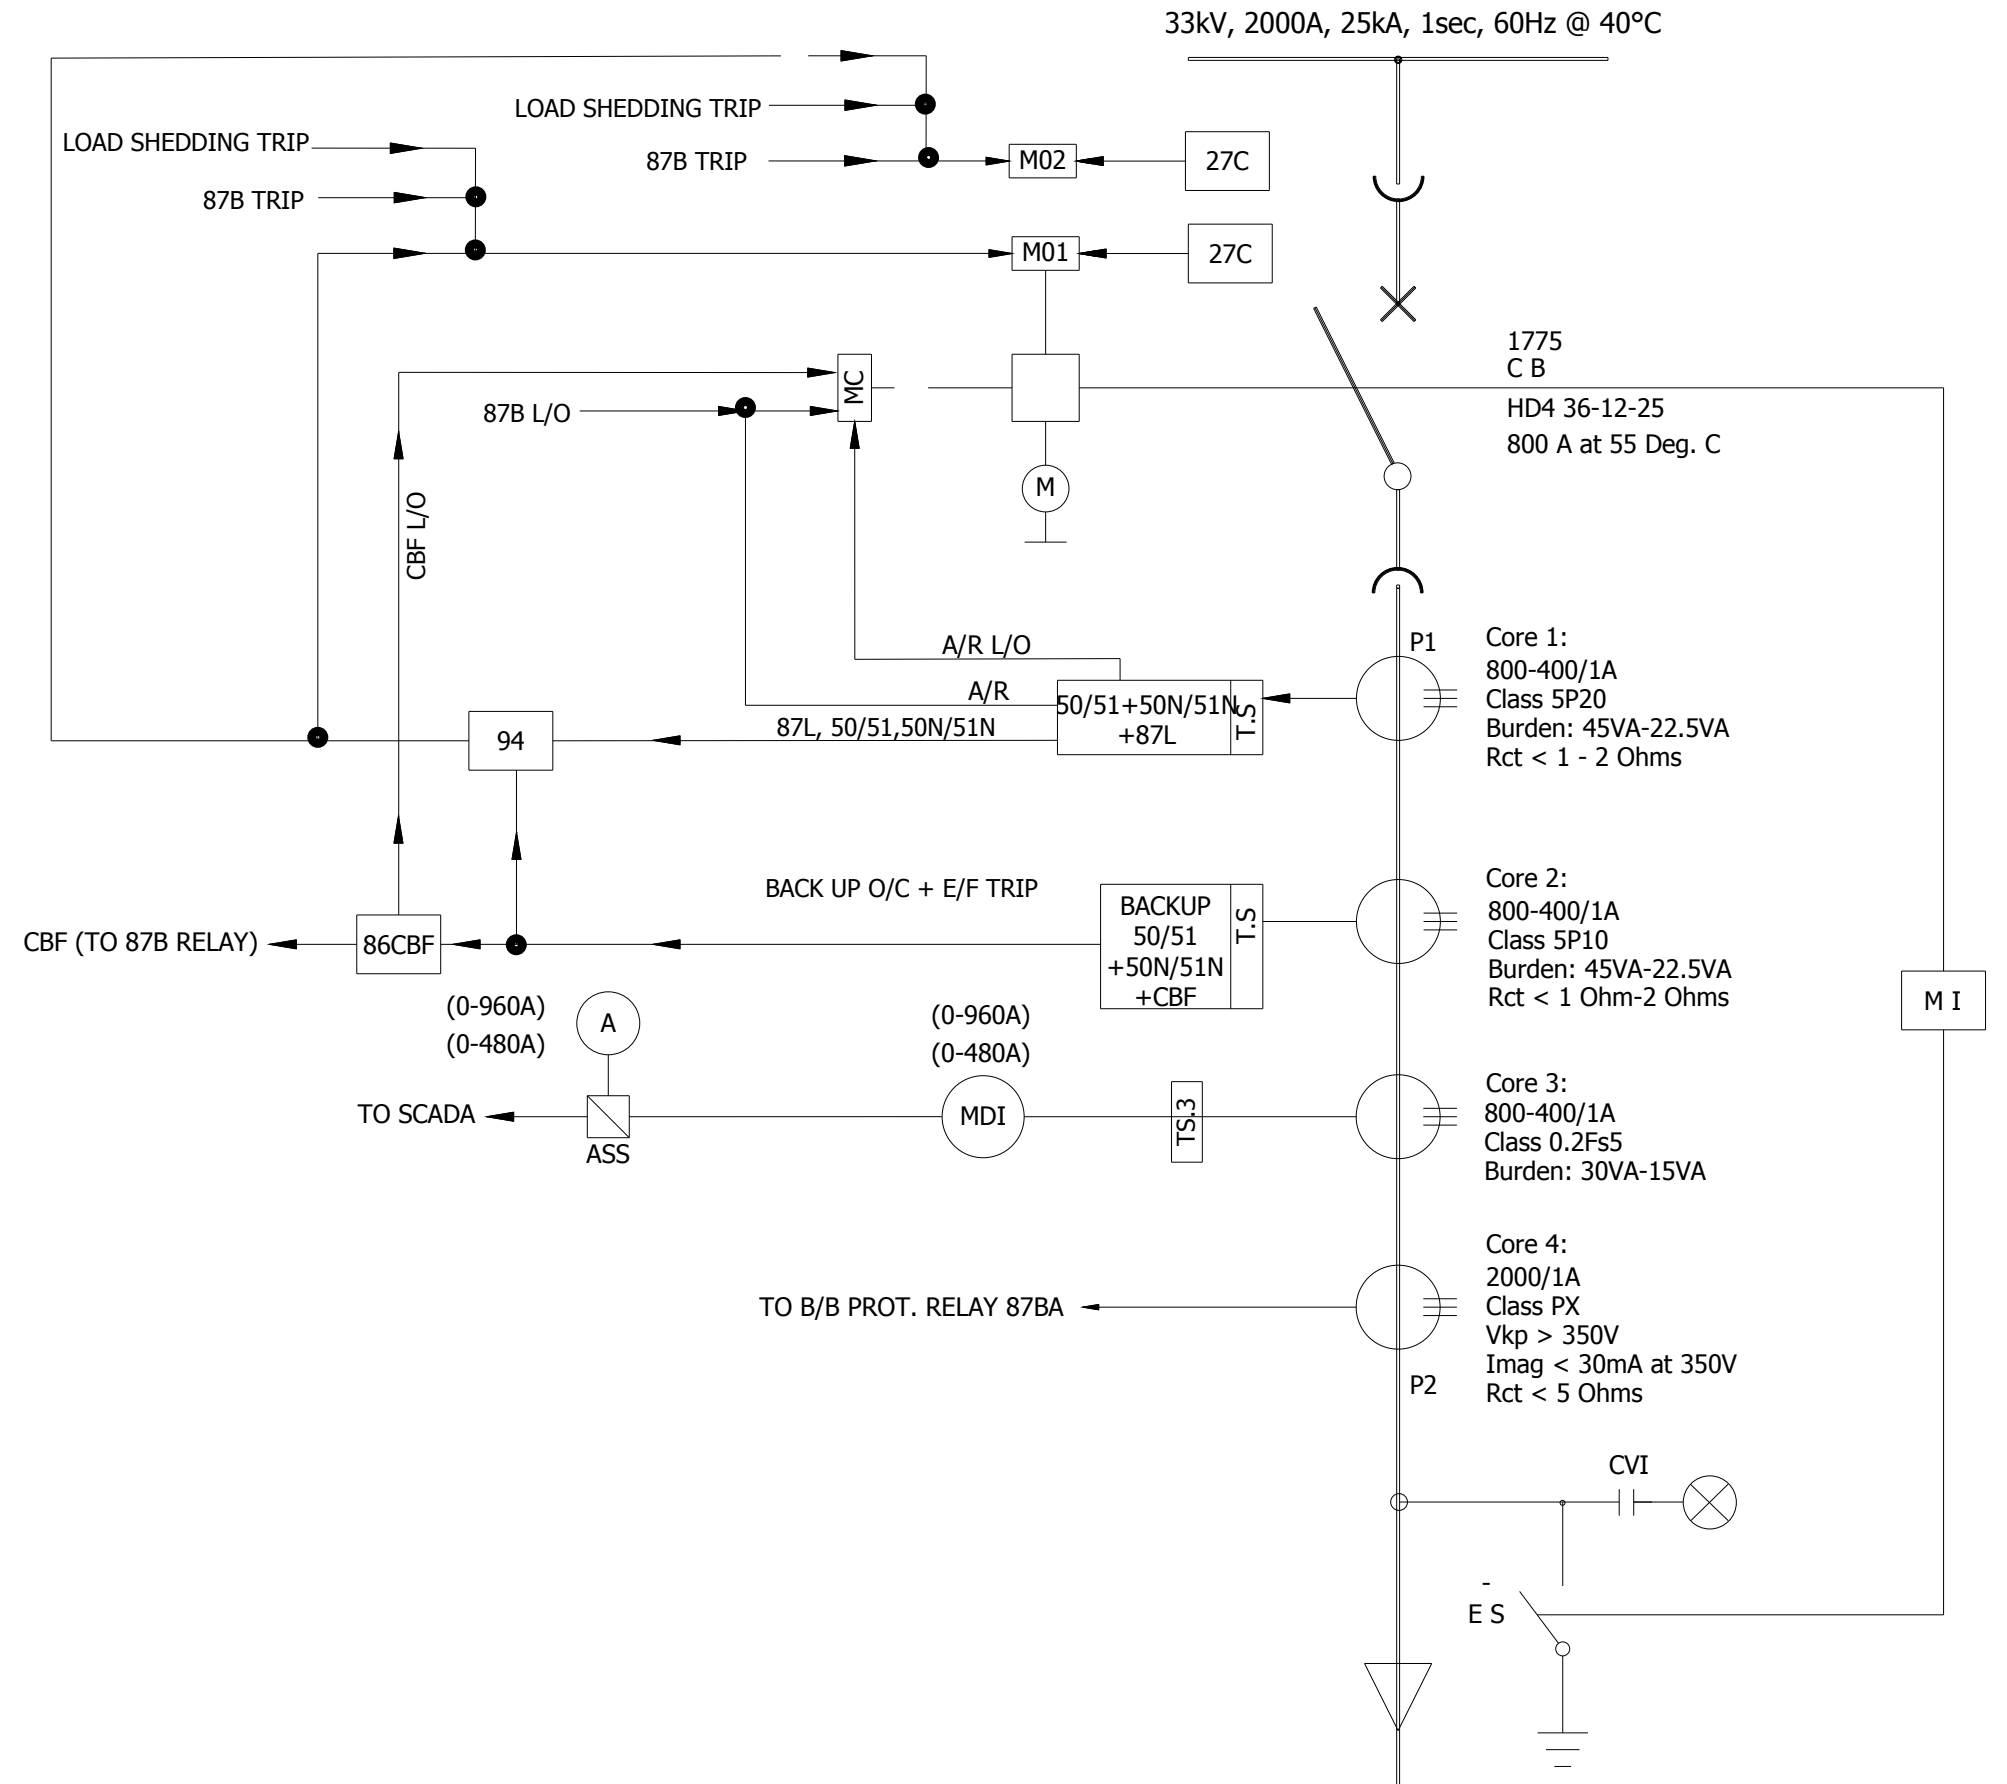 33kV, 2000A, 25kA, 1sec, 60Hz @ 40°C
LOAD SHEDDING TRIP
LOAD SHEDDING TRIP
87B TRIP
M02
27C
87B TRIP
M01
27C
1775
C B
HD4 36-12-25
800 A at 55 Deg. C
MC
87B L/O
M
CBF L/O
P1
A/R L/O
A/R
87L, 50/51,50N/51N
50/51+50N/51N
+87L
T.S
94
Core 1:
800-400/1A
Class 5P20
Burden: 45VA-22.5VA
Rct < 1 - 2 Ohms
BACK UP O/C + E/F TRIP
BACKUP
50/51
+50N/51N
+CBF
T.S
Core 2:
800-400/1A
Class 5P10
Burden: 45VA-22.5VA
Rct < 1 Ohm-2 Ohms
CBF (TO 87B RELAY)
86CBF
M I
(0-960A)
(0-480A)
A
(0-960A)
(0-480A)
TO SCADA
ASS
MDI
TS.3
Core 3:
800-400/1A
Class 0.2Fs5
Burden: 30VA-15VA
TO B/B PROT. RELAY 87BA
Core 4:
2000/1A
Class PX
Vkp > 350V
Imag < 30mA at 350V
Rct < 5 Ohms
P2
CVI
-
E S